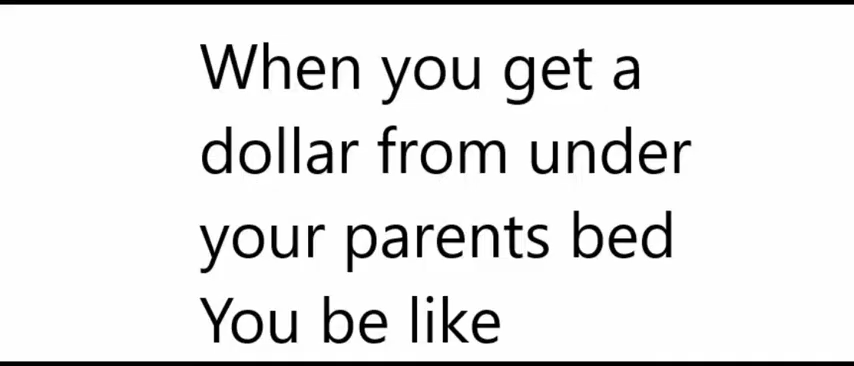 When you get a
dollar from under
your parents bed
You be like